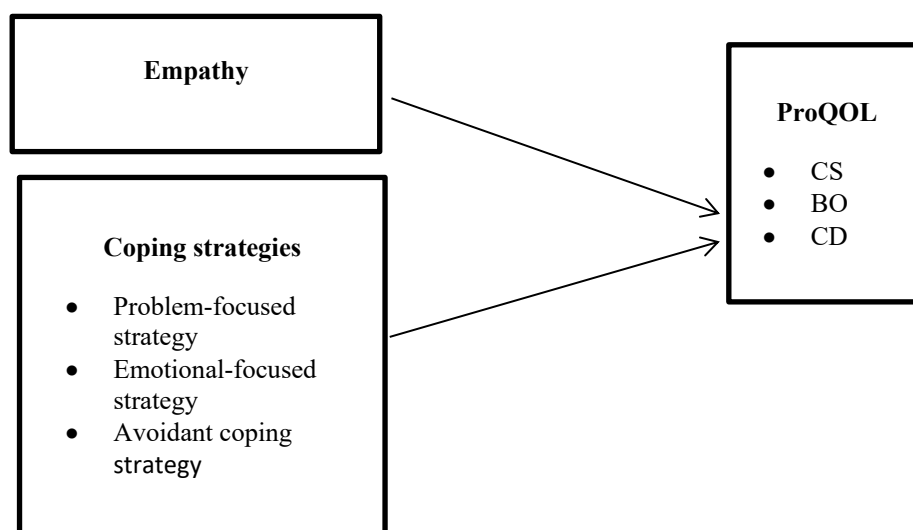 Empathy
ProQOL
• CS
• BO
• CD
Coping strategies
• Problem-focused
strategy
• Emotional-focused
strategy
• Avoidant coping
strategy